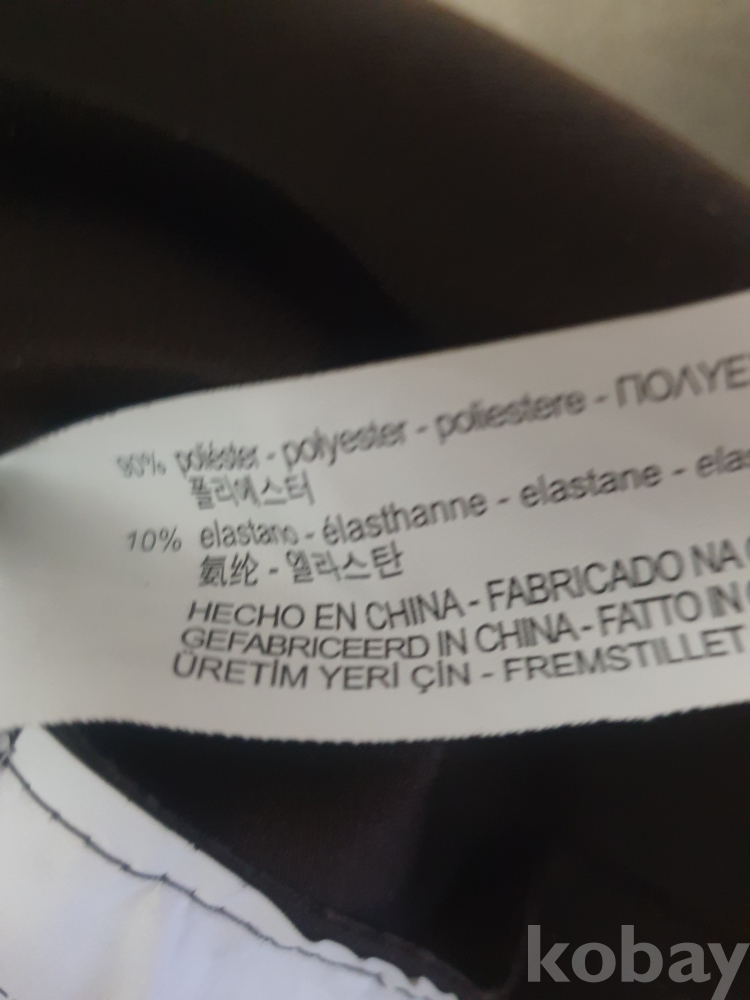 90% poliéster - polyester - poliestere - ΠΟΛΥΕ
폴리에스터
10% elastano - élasthanne - elastane - elas
氨纶 - 엘라스탄
HECHO EN CHINA - FABRICADO NA
GEFABRICEERD IN CHINA - FATTO IN
ÜRETİM YERİ ÇİN - FREMSTILLET
kobay